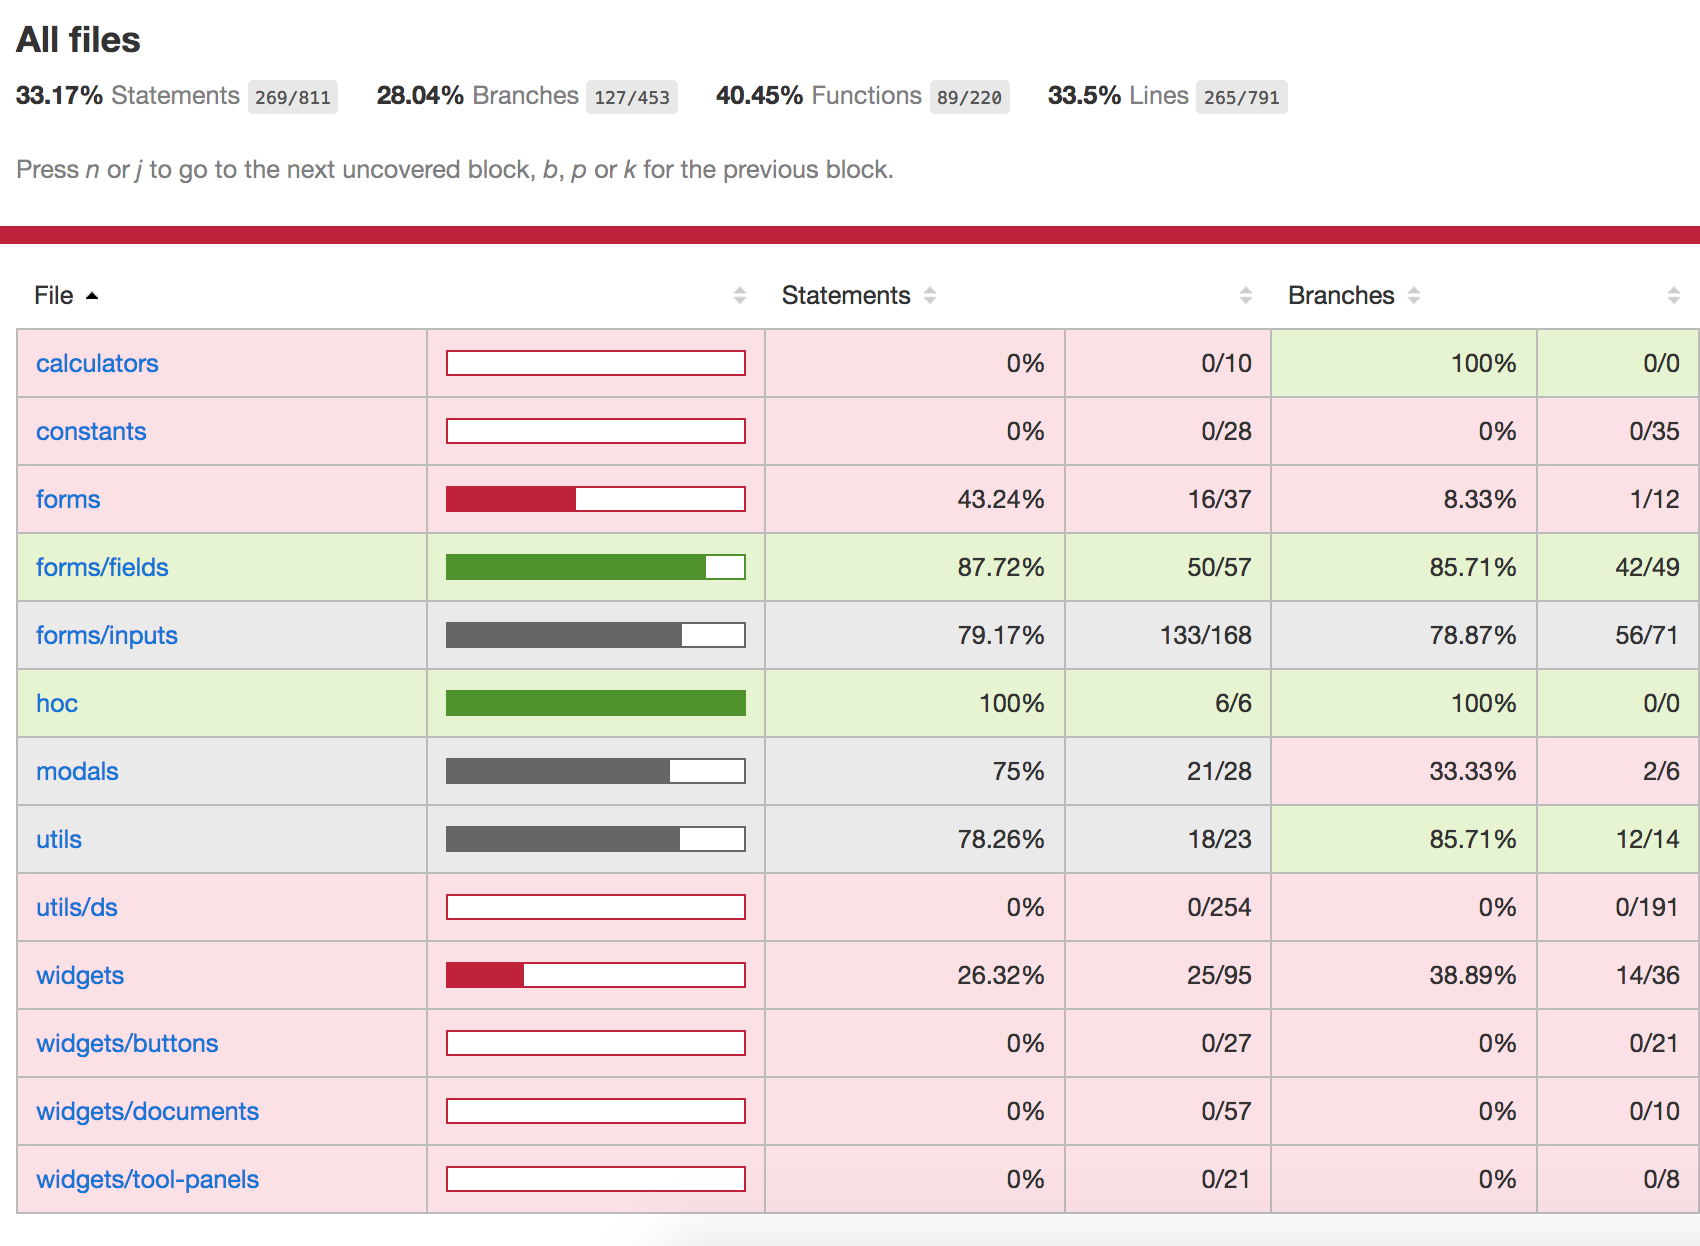 All files
33.17% Statements 269/811 28.04% Branches 127/453 40.45% Functions 89/220 33.5% Lines 265/791
Press n or j to go to the next uncovered block, b, p or k for the previous block.
File Statements Branches
calculators 0% 0/10 100% 0/0
constants 0% 0/28 0% 0/35
forms 43.24% 16/37 8.33% 1/12
forms/fields 87.72% 50/57 85.71% 42/49
forms/inputs 79.17% 133/168 78.87% 56/71
hoc 100% 6/6 100% 0/0
modals 75% 21/28 33.33% 2/6
utils 78.26% 18/23 85.71% 12/14
utils/ds 0% 0/254 0% 0/191
widgets 26.32% 25/95 38.89% 14/36
widgets/buttons 0% 0/27 0% 0/21
widgets/documents 0% 0/57 0% 0/10
widgets/tool-panels 0% 0/21 0% 0/8